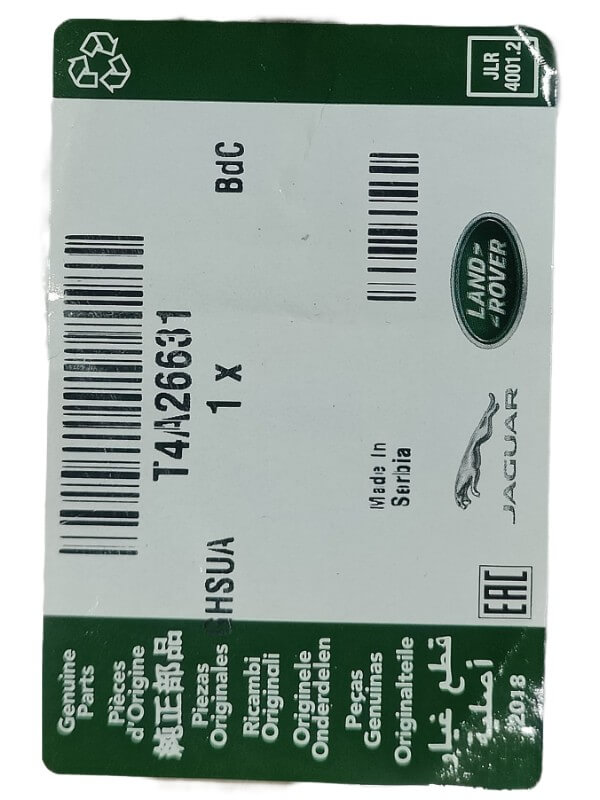 Genuine
Parts
Pièces
d'Origine
純正部品
Piezas
Originales
Ricambi
Originali
Originele
Onderdelen
Peças
Genuinas
Originalteile
قطع غيار
أصلية
2018
T4A26631
1 x
BdC
Made In
Serbia
EAC
JAGUAR
LAND
ROVER
JLR
4001.2